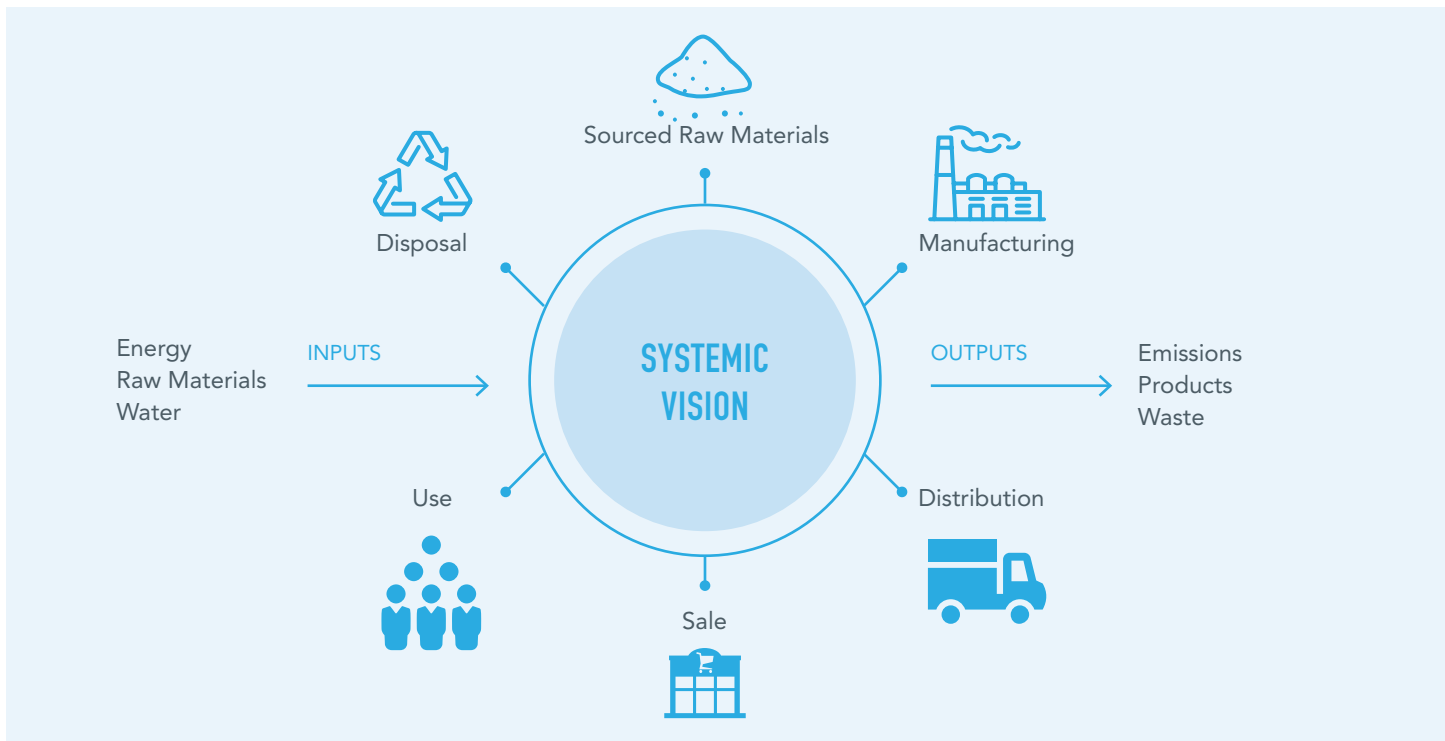 Sourced Raw Materials
Disposal
Manufacturing
Energy
Raw Materials
Water
INPUTS
SYSTEMIC
VISION
OUTPUTS
Emissions
Products
Waste
Use
Distribution
Sale